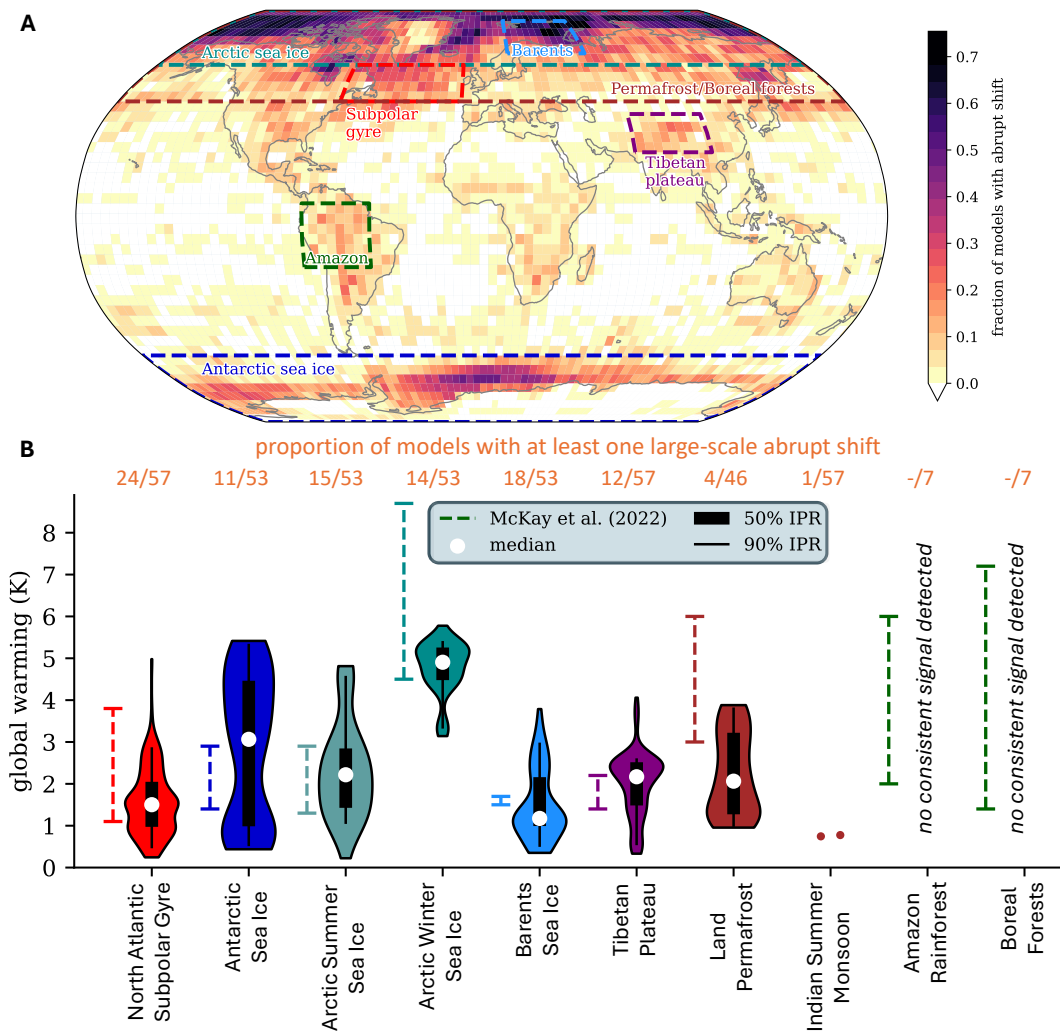 A
Arctic sea ice
Barents
Permafrost/Boreal forests
Subpolar
gyre
Tibetan
plateau
Amazon
Antarctic sea ice
0.7
0.6
0.5
0.4
0.3
0.2
0.1
0.0
fraction of models with abrupt shift
B
proportion of models with at least one large-scale abrupt shift
24/57 11/53 15/53 14/53 18/53 12/57 4/46 1/57 -/7 -/7
McKay et al. (2022)
median
50% IPR
90% IPR
global warming (K)
8
7
6
5
4
3
2
1
0
no consistent signal detected
no consistent signal detected
North Atlantic
Subpolar Gyre
Antarctic
Sea Ice
Arctic Summer
Sea Ice
Arctic Winter
Sea Ice
Barents
Sea Ice
Tibetan
Plateau
Land
Permafrost
Indian Summer
Monsoon
Amazon
Rainforest
Boreal
Forests